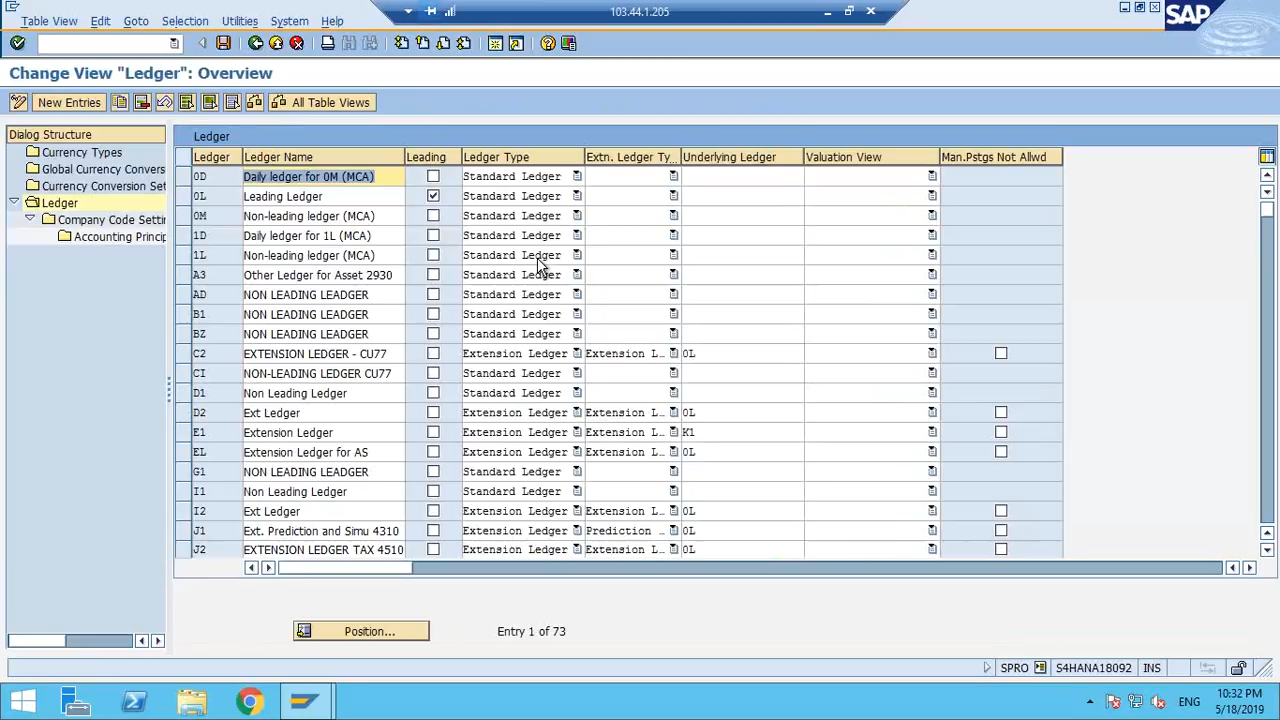 103.44.1.205
Table View Edit Goto Selection Utilities System Help
SAP
Change View "Ledger": Overview
New Entries All Table Views
Dialog Structure
Currency Types
Global Currency Convers
Currency Conversion Set
Ledger
Company Code Settin
Accounting Princip
Ledger
Ledger Ledger Name Leading Ledger Type Extn. Ledger Ty... Underlying Ledger Valuation View Man.Pstgs Not Allwd
0D Daily ledger for 0M (MCA) Standard Ledger
0L Leading Ledger Standard Ledger
0M Non-leading ledger (MCA) Standard Ledger
1D Daily ledger for 1L (MCA) Standard Ledger
1L Non-leading ledger (MCA) Standard Ledger
A3 Other Ledger for Asset 2930 Standard Ledger
AD NON LEADING LEADGER Standard Ledger
B1 NON LEADING LEADGER Standard Ledger
BZ NON LEADING LEADGER Standard Ledger
C2 EXTENSION LEDGER - CU77 Extension Ledger Extension L... 0L
CI NON-LEADING LEDGER CU77 Standard Ledger
D1 Non Leading Ledger Standard Ledger
D2 Ext Ledger Extension Ledger Extension L... 0L
E1 Extension Ledger Extension Ledger Extension L... K1
EL Extension Ledger for AS Extension Ledger Extension L... 0L
G1 NON LEADING LEADGER Standard Ledger
I1 Non Leading Ledger Standard Ledger
I2 Ext Ledger Extension Ledger Extension L... 0L
J1 Ext. Prediction and Simu 4310 Extension Ledger Prediction ... 0L
J2 EXTENSION LEDGER TAX 4510 Extension Ledger Extension L... 0L
Position... Entry 1 of 73
SPRO S4HANA18092 INS
ENG 10:32 PM
5/18/2019